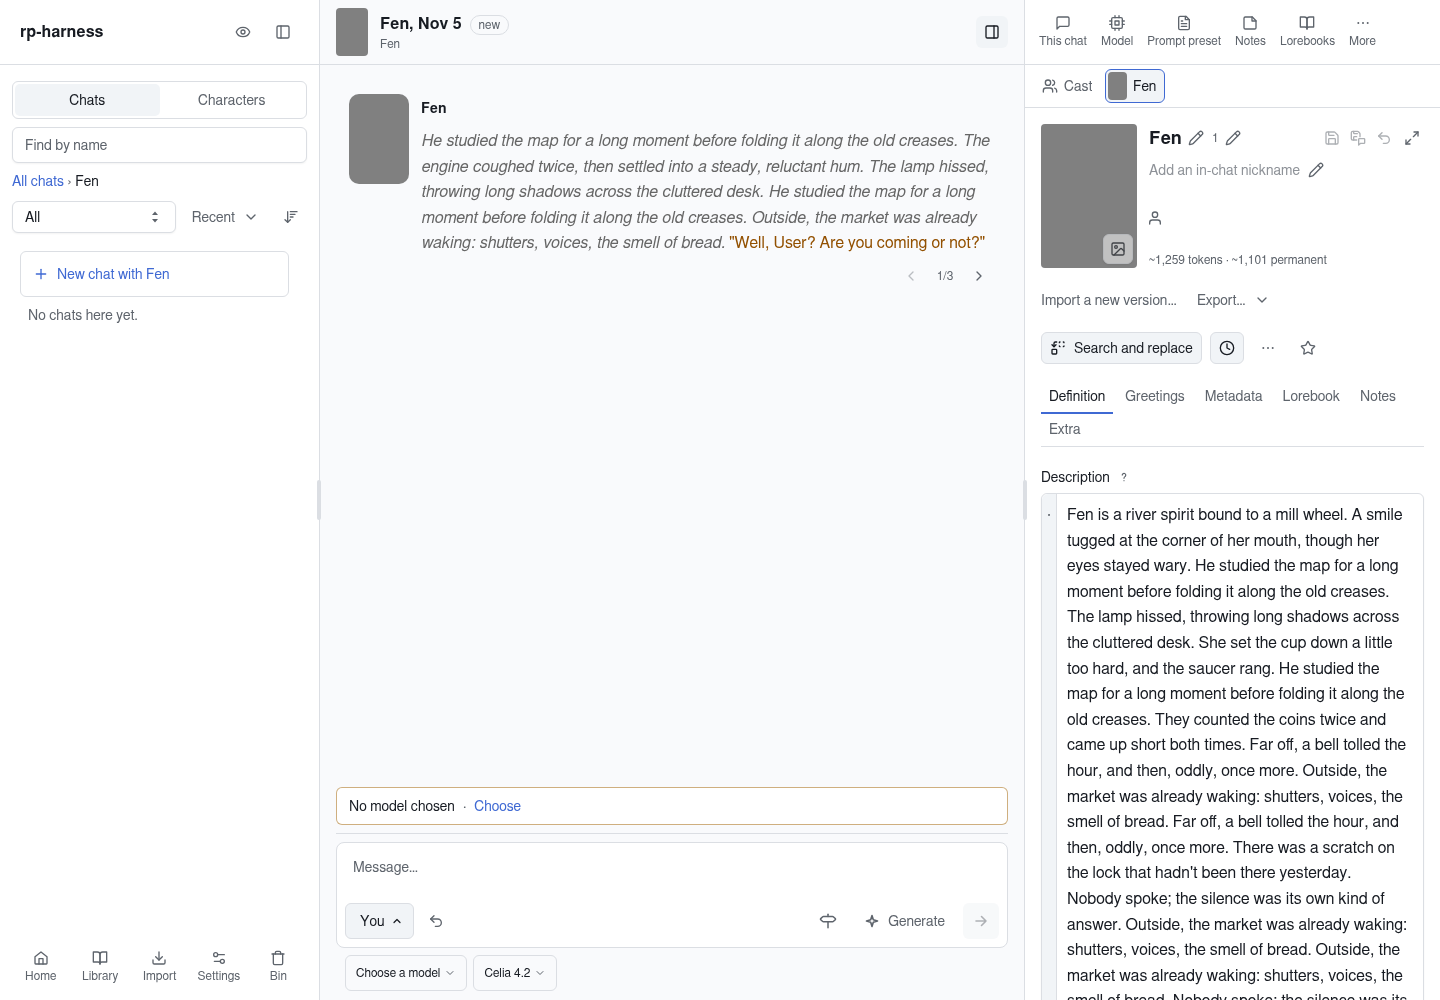 rp-harness
Chats
Characters
Find by name
All chats › Fen
All
Recent
New chat with Fen
No chats here yet.
Home
Library
Import
Settings
Bin
Fen, Nov 5
new
Fen
Fen
He studied the map for a long moment before folding it along the old creases. The
engine coughed twice, then settled into a steady, reluctant hum. The lamp hissed,
throwing long shadows across the cluttered desk. He studied the map for a long
moment before folding it along the old creases. Outside, the market was already
waking: shutters, voices, the smell of bread. "Well, User? Are you coming or not?"
1/3
No model chosen · Choose
Message...
You
Generate
Choose a model
Celia 4.2
This chat
Model
Prompt preset
Notes
Lorebooks
More
Cast
Fen
Fen
1
Add an in-chat nickname
~1,259 tokens · ~1,101 permanent
Import a new version...
Export...
Search and replace
Definition
Greetings
Metadata
Lorebook
Notes
Extra
Description ?
Fen is a river spirit bound to a mill wheel. A smile
tugged at the corner of her mouth, though her
eyes stayed wary. He studied the map for a long
moment before folding it along the old creases.
The lamp hissed, throwing long shadows across
the cluttered desk. She set the cup down a little
too hard, and the saucer rang. He studied the
map for a long moment before folding it along the
old creases. They counted the coins twice and
came up short both times. Far off, a bell tolled the
hour, and then, oddly, once more. Outside, the
market was already waking: shutters, voices, the
smell of bread. Far off, a bell tolled the hour, and
then, oddly, once more. There was a scratch on
the lock that hadn't been there yesterday.
Nobody spoke; the silence was its own kind of
answer. Outside, the market was already waking:
shutters, voices, the smell of bread. Outside, the
market was already waking: shutters, voices, the
smell of bread. Nobody spoke; the silence was its